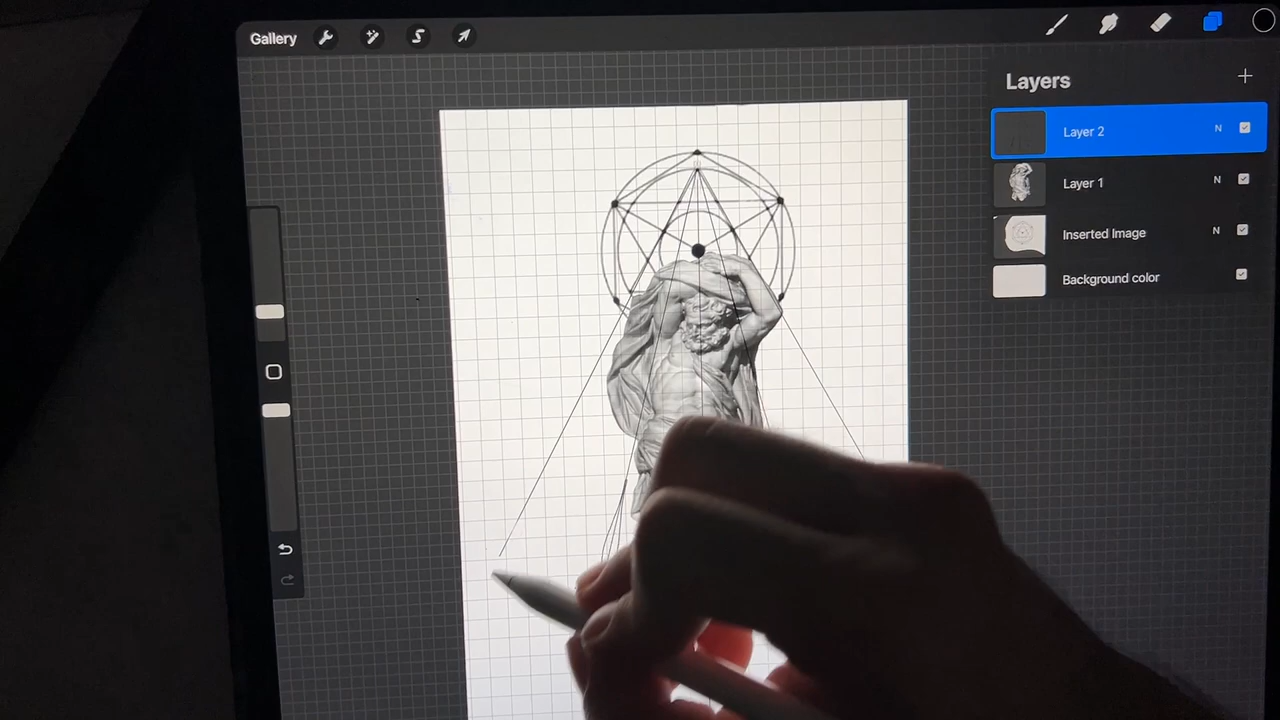 Gallery
Layers
Layer 2 N
Layer 1 N
Inserted Image N
Background color